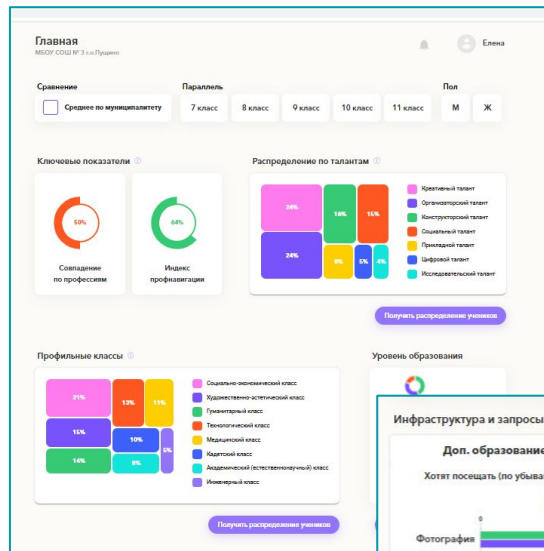 Главная
МБОУ СОШ № 3 г.о.Пущино
Елена
Сравнение
Параллель
Пол
Среднее по муниципалитету
7 класс
8 класс
9 класс
10 класс
11 класс
М
Ж
Ключевые показатели
50%
Совпадение
по профессиям
64%
Индекс
профнавигации
Распределение по талантам
24%
16%
15%
24%
8%
5%
4%
Креативный талант
Организаторский талант
Конструкторский талант
Социальный талант
Прикладной талант
Цифровой талант
Исследовательский талант
Получить распределение учеников
Профильные классы
21%
13%
11%
15%
10%
5%
14%
8%
Социально-экономический класс
Художественно-эстетический класс
Гуманитарный класс
Технологический класс
Медицинский класс
Кадетский класс
Академический (естественнонаучный) класс
Инженерный класс
Получить распределение учеников
Уровень образования
Инфраструктура и запросы
Доп. образование
Хотят посещать (по убыва
0
Фотография